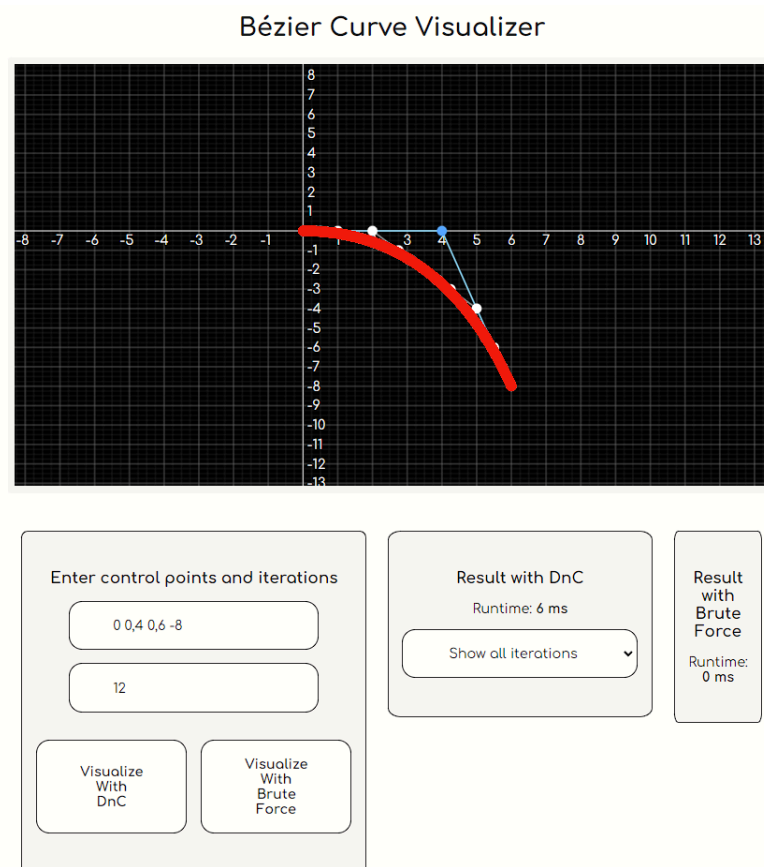 Bézier Curve Visualizer
8
7
6
5
4
3
2
1
-8 -7 -6 -5 -4 -3 -2 -1 1 2 3 4 5 6 7 8 9 10 11 12 13
-1
-2
-3
-4
-5
-6
-7
-8
-9
-10
-11
-12
-13
Enter control points and iterations
0 0,4 0,6 -8
12
Visualize
With
DnC
Visualize
With
Brute
Force
Result with DnC
Runtime: 6 ms
Show all iterations
Result
with
Brute
Force
Runtime:
0 ms